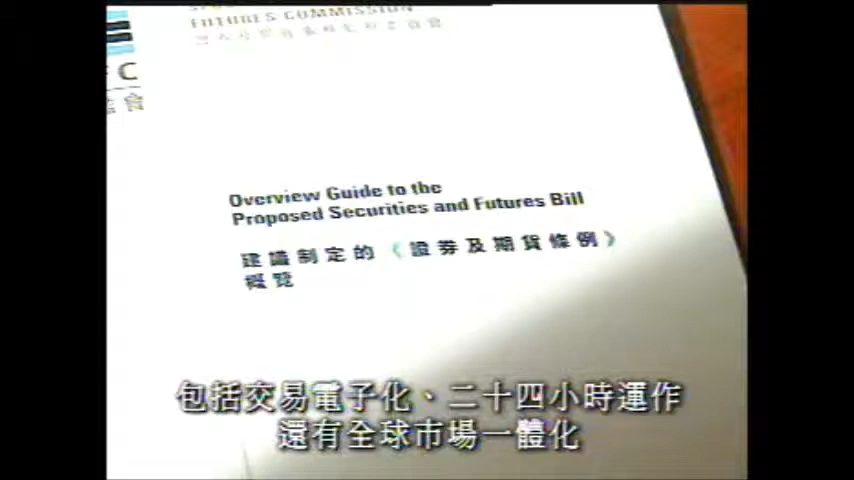 FUTURES COMMISSION
C
Overview Guide to the
Proposed Securities and Futures Bill
建議制定的《證券及期貨條例》
概覽
包括交易電子化、二十四小時運作
還有全球市場一體化